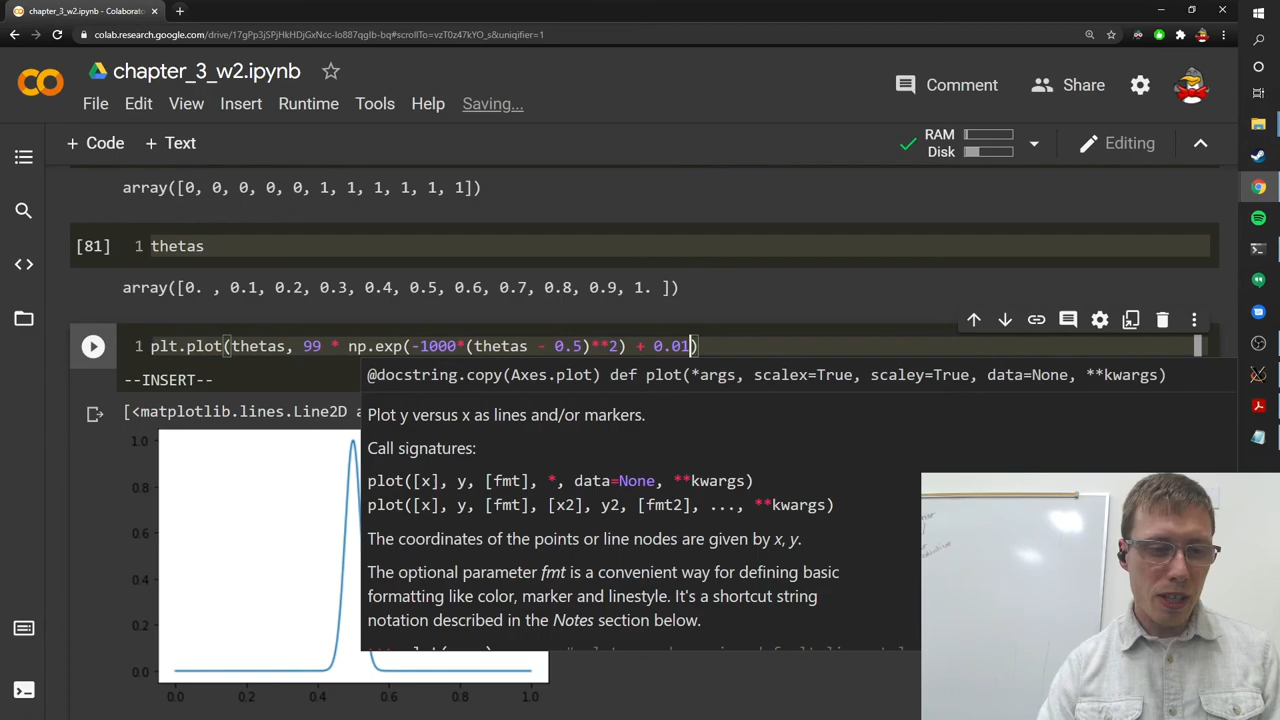 chapter_3_w2.ipynb - Colaborato
colab.research.google.com/drive/17gPp3jSPjHkHDjGxNcc-lo887qgIb-bq#scrollTo=vzT0z47kYO_s&uniqifier=1
chapter_3_w2.ipynb
Comment
Share
File Edit View Insert Runtime Tools Help Saving...
+ Code + Text
RAM
Disk
Editing
array([0, 0, 0, 0, 0, 1, 1, 1, 1, 1, 1])
[81] 1 thetas
array([0. , 0.1, 0.2, 0.3, 0.4, 0.5, 0.6, 0.7, 0.8, 0.9, 1. ])
1 plt.plot(thetas, 99 * np.exp(-1000*(thetas - 0.5)**2) + 0.01)
--INSERT--
@docstring.copy(Axes.plot) def plot(*args, scalex=True, scaley=True, data=None, **kwargs)
[<matplotlib.lines.Line2D a
Plot y versus x as lines and/or markers.
Call signatures:
plot([x], y, [fmt], *, data=None, **kwargs)
plot([x], y, [fmt], [x2], y2, [fmt2], ..., **kwargs)
The coordinates of the points or line nodes are given by x, y.
The optional parameter fmt is a convenient way for defining basic
formatting like color, marker and linestyle. It's a shortcut string
notation described in the Notes section below.
1.0
0.8
0.6
0.4
0.2
0.0
0.0 0.2 0.4 0.6 0.8 1.0